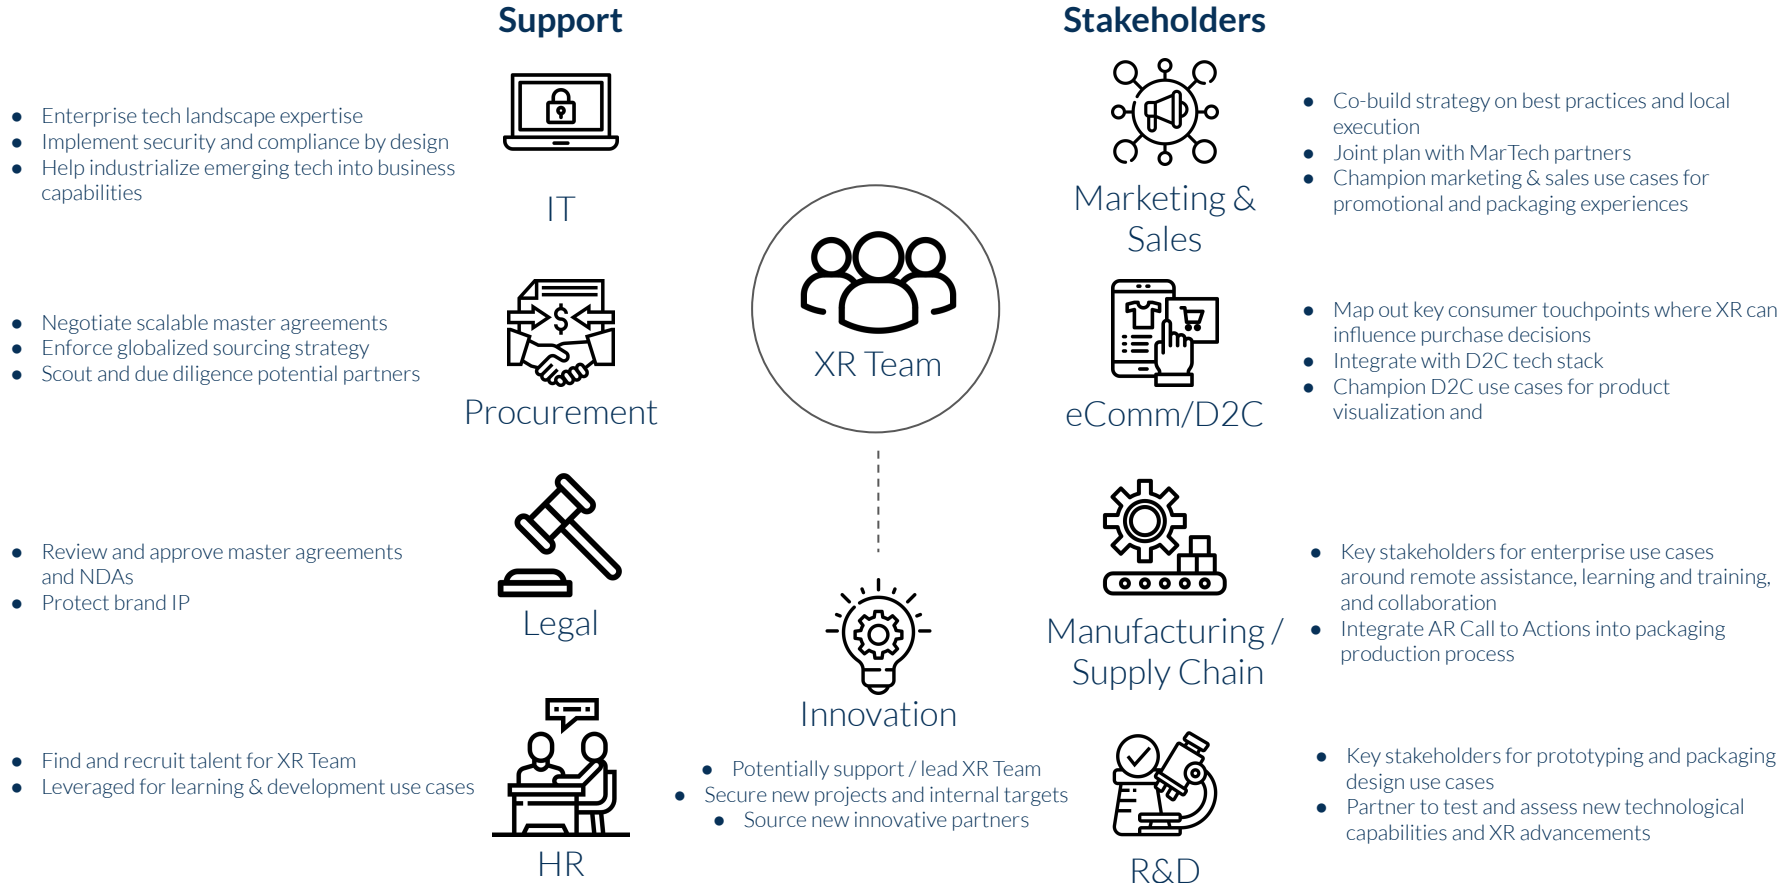 Support
● Enterprise tech landscape expertise
● Implement security and compliance by design
● Help industrialize emerging tech into business
capabilities
IT
● Negotiate scalable master agreements
● Enforce globalized sourcing strategy
● Scout and due diligence potential partners
$
Procurement
● Review and approve master agreements
and NDAs
● Protect brand IP
Legal
● Find and recruit talent for XR Team
● Leveraged for learning & development use cases
HR
XR Team
Innovation
● Potentially support / lead XR Team
● Secure new projects and internal targets
● Source new innovative partners
Stakeholders
Marketing &
Sales
● Co-build strategy on best practices and local
execution
● Joint plan with MarTech partners
● Champion marketing & sales use cases for
promotional and packaging experiences
eComm/D2C
● Map out key consumer touchpoints where XR can
influence purchase decisions
● Integrate with D2C tech stack
● Champion D2C use cases for product
visualization and
Manufacturing /
Supply Chain
● Key stakeholders for enterprise use cases
around remote assistance, learning and training,
and collaboration
● Integrate AR Call to Actions into packaging
production process
R&D
● Key stakeholders for prototyping and packaging
design use cases
● Partner to test and assess new technological
capabilities and XR advancements